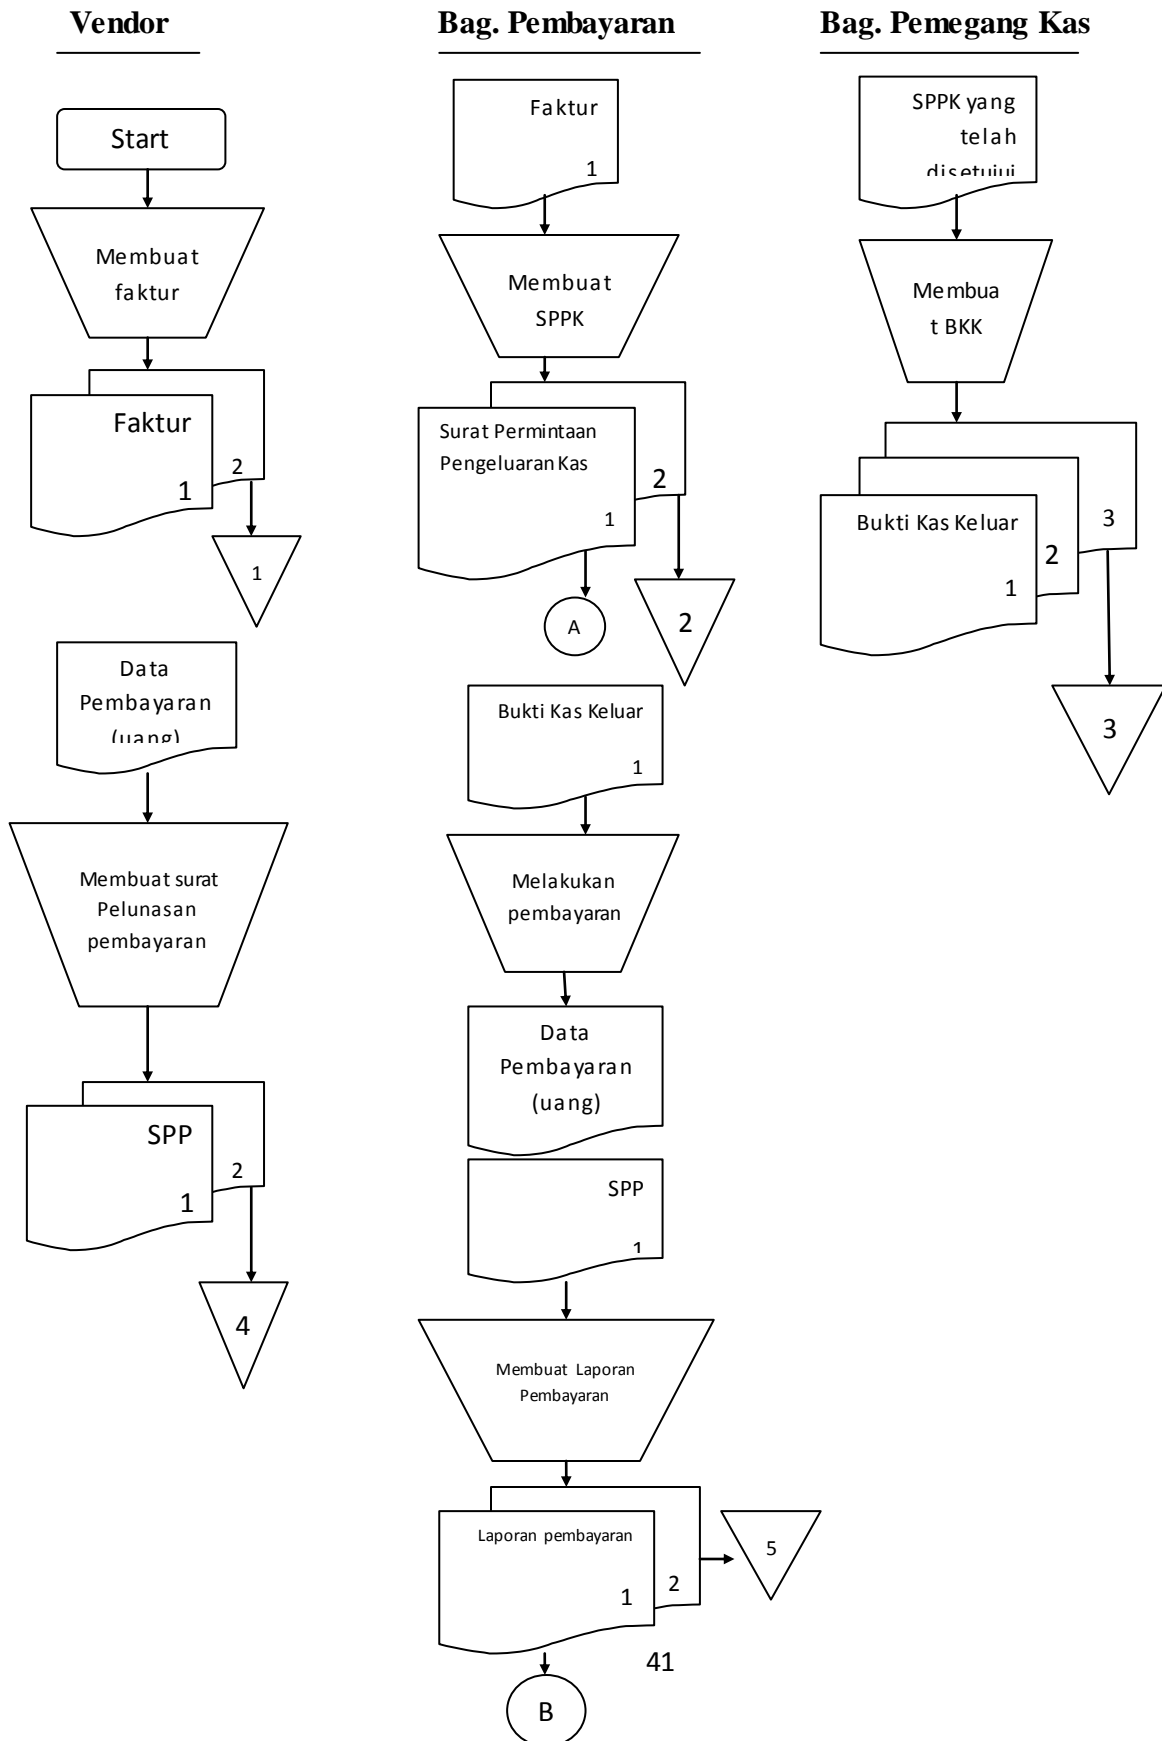 Vendor
Bag. Pembayaran
Bag. Pemegang Kas
Start
Membuat
faktur
Faktur
2
1
1
Data
Pembayaran
(uang)
Membuat surat
Pelunasan
pembayaran
SPP
2
1
4
Faktur
1
Membuat
SPPK
Surat Permintaan
Pengeluaran Kas
2
1
A
2
Bukti Kas Keluar
1
Melakukan
pembayaran
Data
Pembayaran
(uang)
SPP
1
Membuat Laporan
Pembayaran
Laporan pembayaran
1
2
5
41
B
SPPK yang
telah
disetujui
Membua
t BKK
Bukti Kas Keluar
3
2
1
3